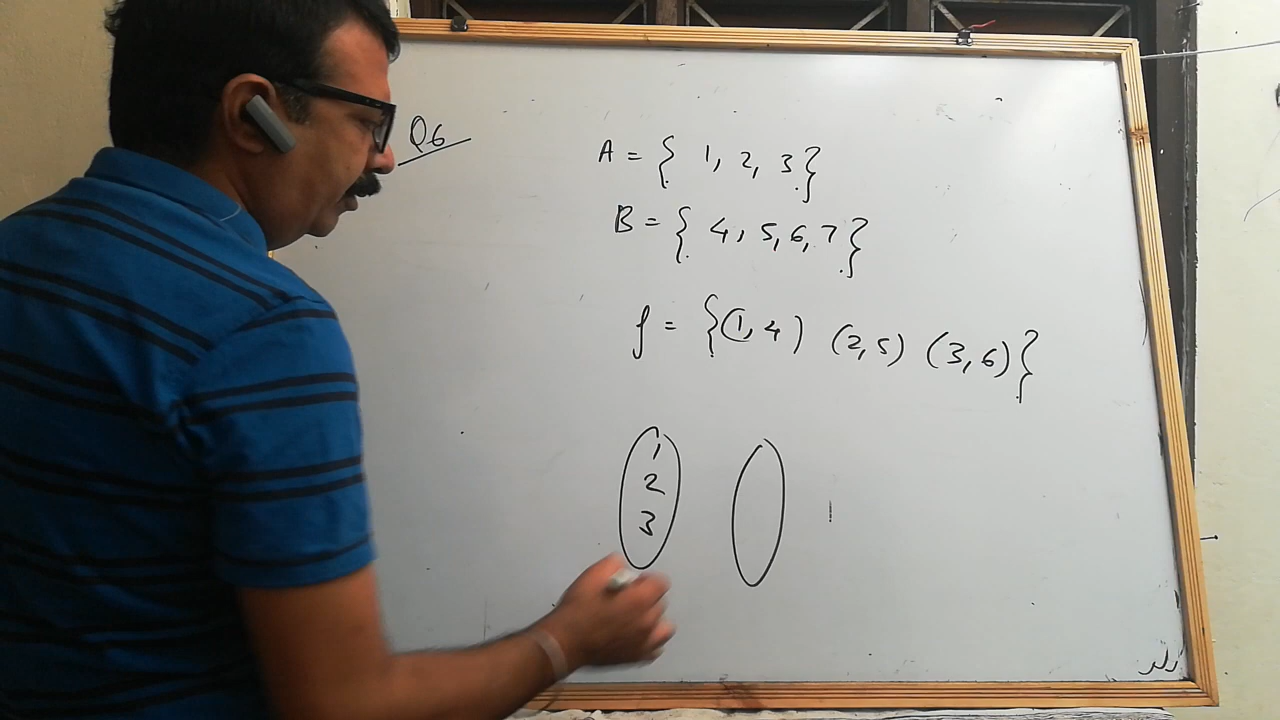 Q6
A = { 1, 2, 3 }
B = { 4, 5, 6, 7 }
f = { (1, 4) (2, 5) (3, 6) }
1
2
3